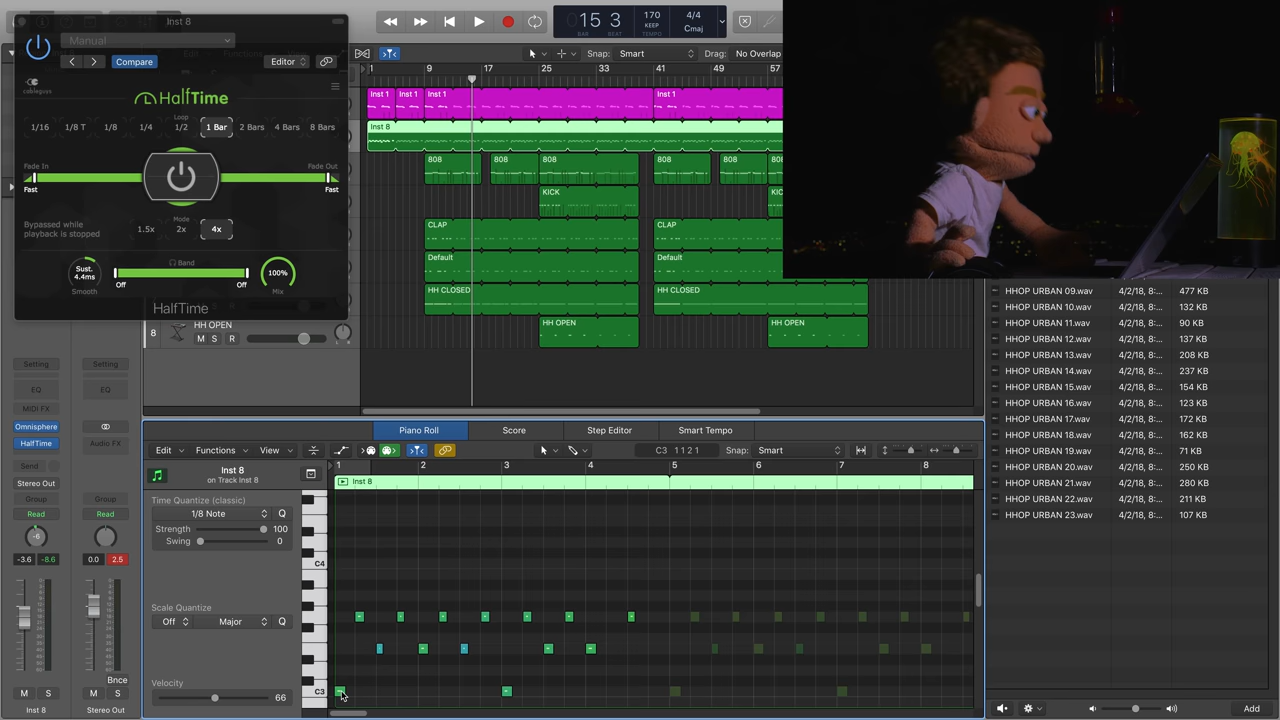 Inst 8
Manual
Compare
Editor
cableguys
HalfTime
Loop
1/16 1/8 T 1/8 1/4 1/2 1 Bar 2 Bars 4 Bars 8 Bars
Fade In Fade Out
Fast Fast
Bypassed while
playback is stopped
Mode
1.5x 2x 4x
Band
Sust.
4.4ms
Smooth
Off Off
100%
Mix
HalfTime
15 3
BAR BEAT
170
KEEP
TEMPO
4/4
Cmaj
Snap: Smart
Drag: No Overlap
1 9 17 25 33 41 49 57
Inst 1 Inst 1 Inst 1 Inst 1
Inst 8
808 808 808 808 808 808
KICK KIC
CLAP CLAP
Default Default
HH CLOSED HH CLOSED
HH OPEN HH OPEN
8 HH OPEN
M S R
L R
HHOP URBAN 09.wav 4/2/18, 8:... 477 KB
HHOP URBAN 10.wav 4/2/18, 8:... 132 KB
HHOP URBAN 11.wav 4/2/18, 8:... 90 KB
HHOP URBAN 12.wav 4/2/18, 8:... 137 KB
HHOP URBAN 13.wav 4/2/18, 8:... 208 KB
HHOP URBAN 14.wav 4/2/18, 8:... 237 KB
HHOP URBAN 15.wav 4/2/18, 8:... 154 KB
HHOP URBAN 16.wav 4/2/18, 8:... 123 KB
HHOP URBAN 17.wav 4/2/18, 8:... 172 KB
HHOP URBAN 18.wav 4/2/18, 8:... 162 KB
HHOP URBAN 19.wav 4/2/18, 8:... 71 KB
HHOP URBAN 20.wav 4/2/18, 8:... 250 KB
HHOP URBAN 21.wav 4/2/18, 8:... 280 KB
HHOP URBAN 22.wav 4/2/18, 8:... 211 KB
HHOP URBAN 23.wav 4/2/18, 8:... 107 KB
Add
Setting Setting
EQ EQ
MIDI FX
Omnisphere
HalfTime Audio FX
Send
Stereo Out
Group Group
Read Read
-6
-3.6 -8.6 0.0 2.5
Bnce
M S M S
Inst 8 Stereo Out
Piano Roll Score Step Editor Smart Tempo
Edit Functions View
C3 1 1 2 1
Snap: Smart
Inst 8
on Track Inst 8
1 2 3 4 5 6 7 8
Inst 8
Time Quantize (classic)
1/8 Note Q
Strength 100
Swing 0
Scale Quantize
Off Major Q
Velocity 66
C4
C3